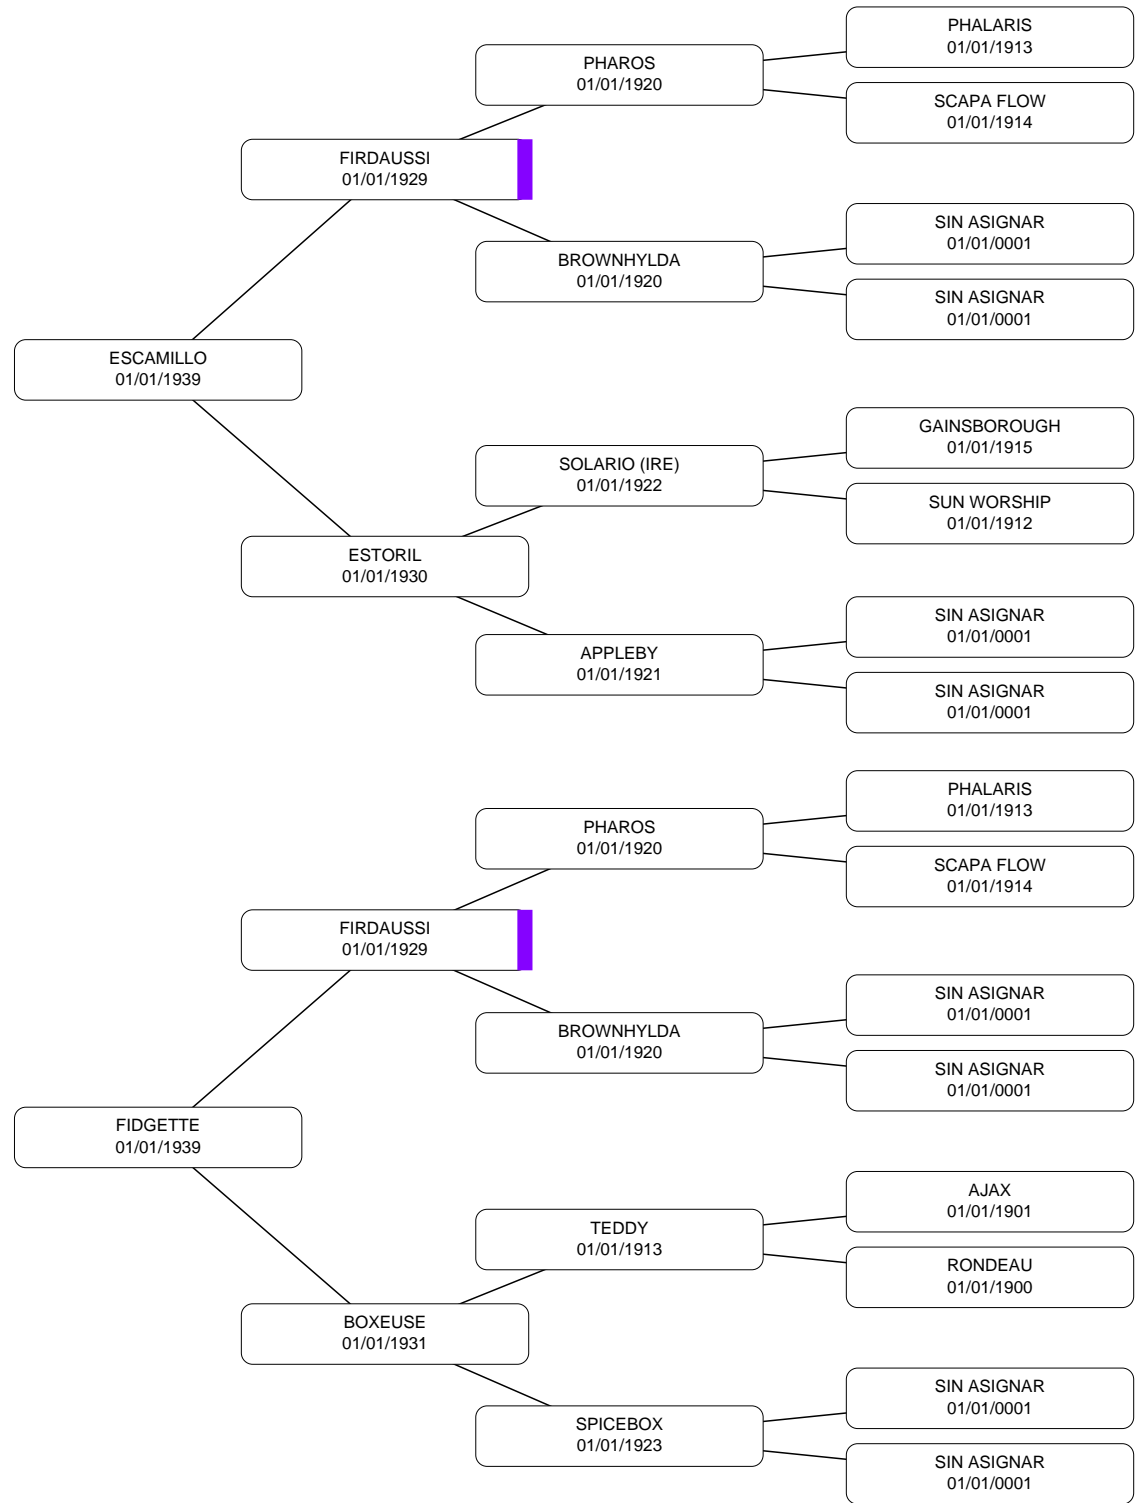 PHALARIS
01/01/1913
PHAROS
01/01/1920
SCAPA FLOW
01/01/1914
FIRDAUSSI
01/01/1929
SIN ASIGNAR
01/01/0001
BROWNHYLDA
01/01/1920
SIN ASIGNAR
01/01/0001
ESCAMILLO
01/01/1939
GAINSBOROUGH
01/01/1915
SOLARIO (IRE)
01/01/1922
SUN WORSHIP
01/01/1912
ESTORIL
01/01/1930
SIN ASIGNAR
01/01/0001
APPLEBY
01/01/1921
SIN ASIGNAR
01/01/0001
PHALARIS
01/01/1913
PHAROS
01/01/1920
SCAPA FLOW
01/01/1914
FIRDAUSSI
01/01/1929
SIN ASIGNAR
01/01/0001
BROWNHYLDA
01/01/1920
SIN ASIGNAR
01/01/0001
FIDGETTE
01/01/1939
AJAX
01/01/1901
TEDDY
01/01/1913
RONDEAU
01/01/1900
BOXEUSE
01/01/1931
SIN ASIGNAR
01/01/0001
SPICEBOX
01/01/1923
SIN ASIGNAR
01/01/0001